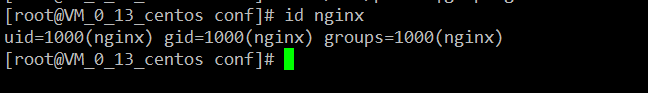 [root@VM_0_13_centos conf]# id nginx
uid=1000(nginx) gid=1000(nginx) groups=1000(nginx)
[root@VM_0_13_centos conf]#